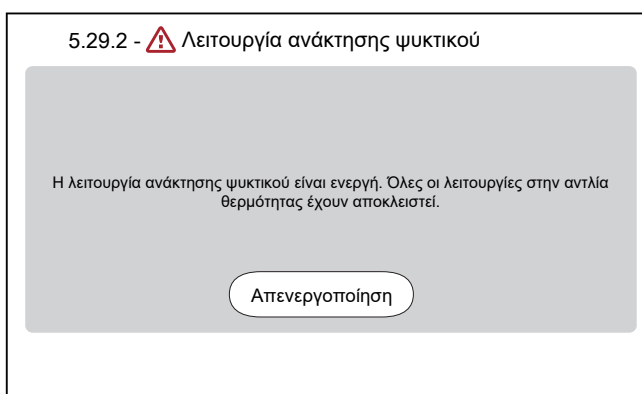 5.29.2 - Λειτουργία ανάκτησης ψυκτικού
Η λειτουργία ανάκτησης ψυκτικού είναι ενεργή. Όλες οι λειτουργίες στην αντλία
θερμότητας έχουν αποκλειστεί.
Απενεργοποίηση